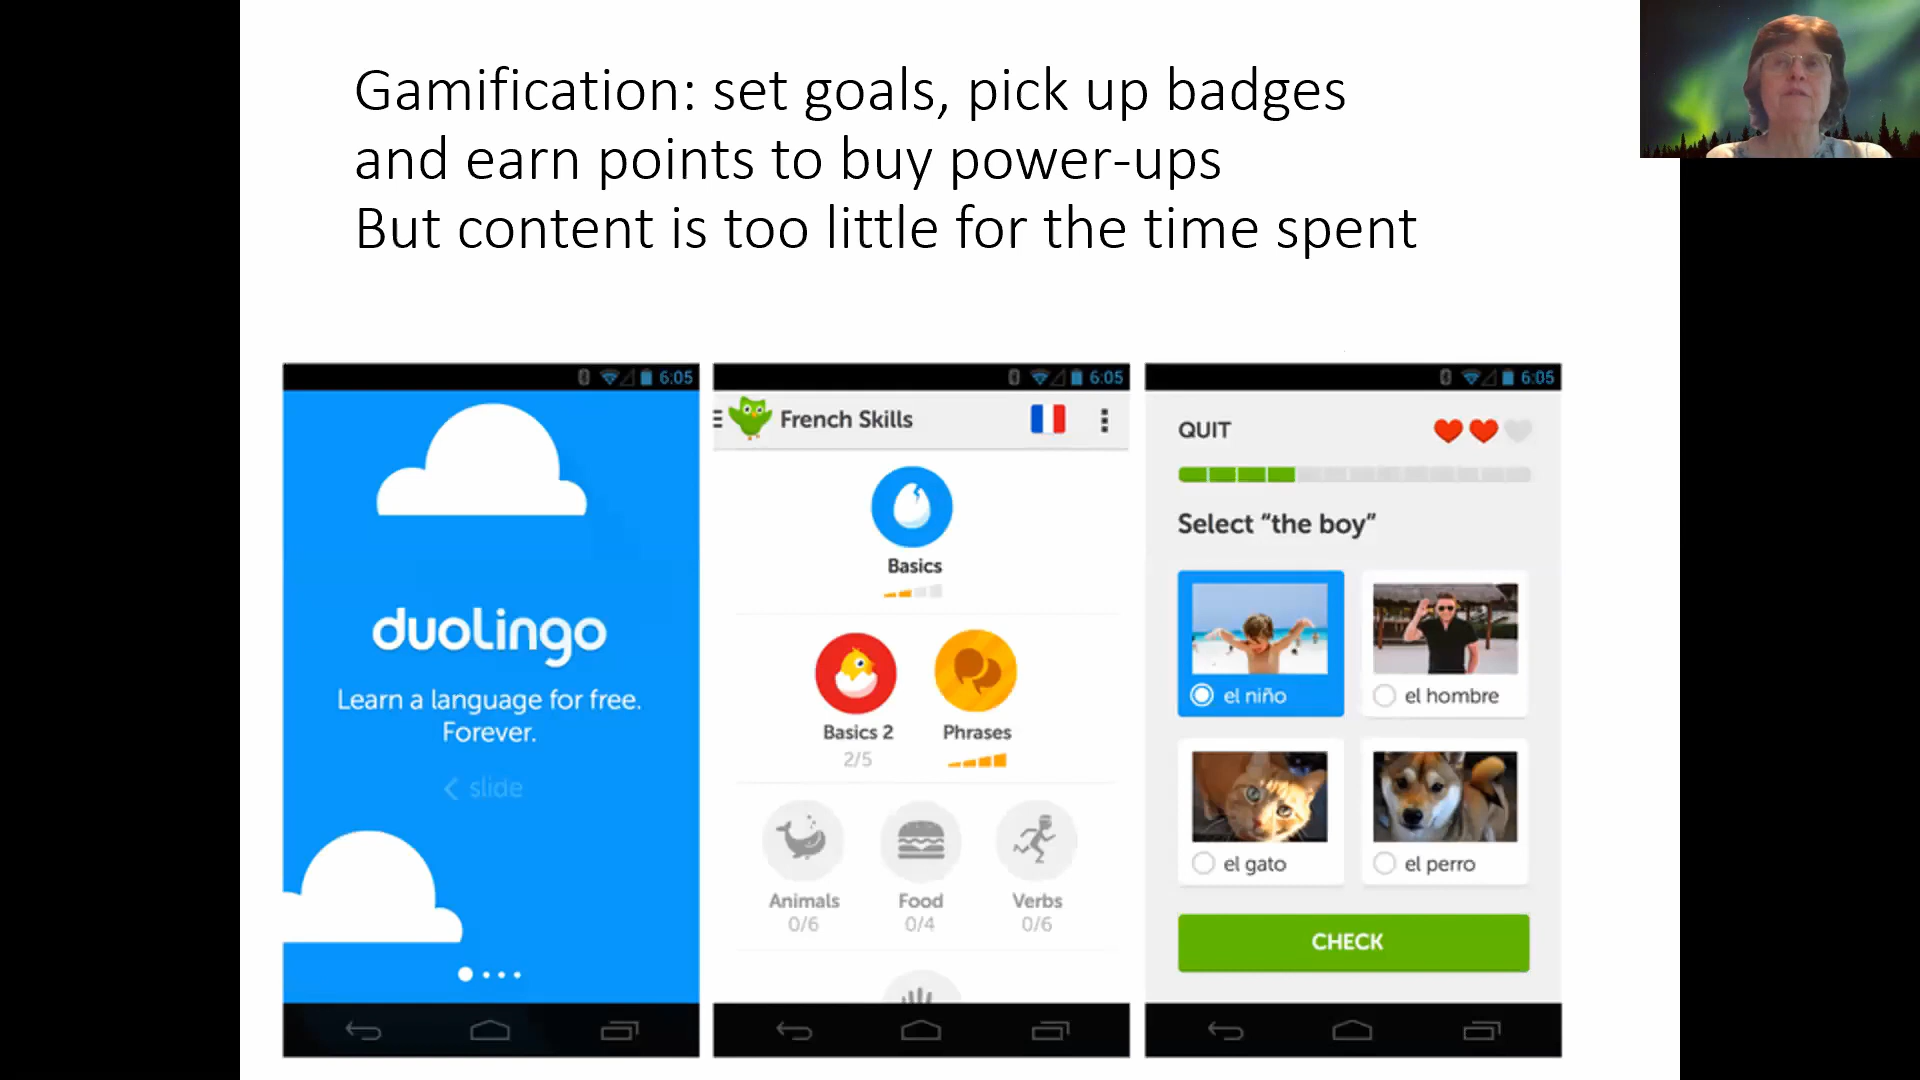 Gamification: set goals, pick up badges
and earn points to buy power-ups
But content is too little for the time spent
6:05
duolingo
Learn a language for free.
Forever.
< slide
6:05
French Skills
Basics
Basics 2
2/5
Phrases
Animals
0/6
Food
0/4
Verbs
0/6
6:05
QUIT
Select “the boy”
el niño
el hombre
el gato
el perro
CHECK